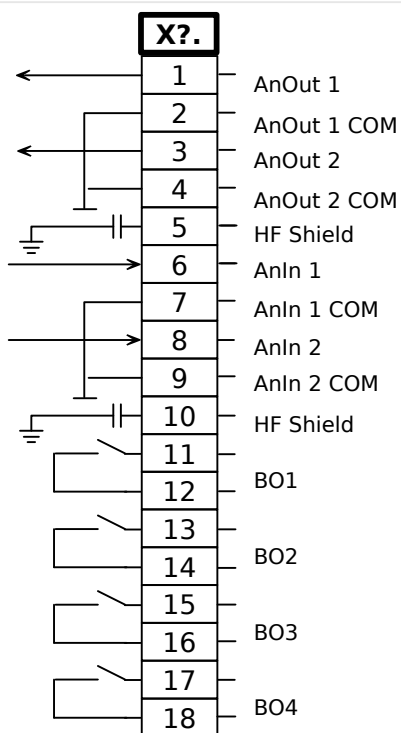 X?.
1 AnOut 1
2 AnOut 1 COM
3 AnOut 2
4 AnOut 2 COM
5 HF Shield
6 AnIn 1
7 AnIn 1 COM
8 AnIn 2
9 AnIn 2 COM
10 HF Shield
11
BO1
12
13
BO2
14
15
BO3
16
17
BO4
18